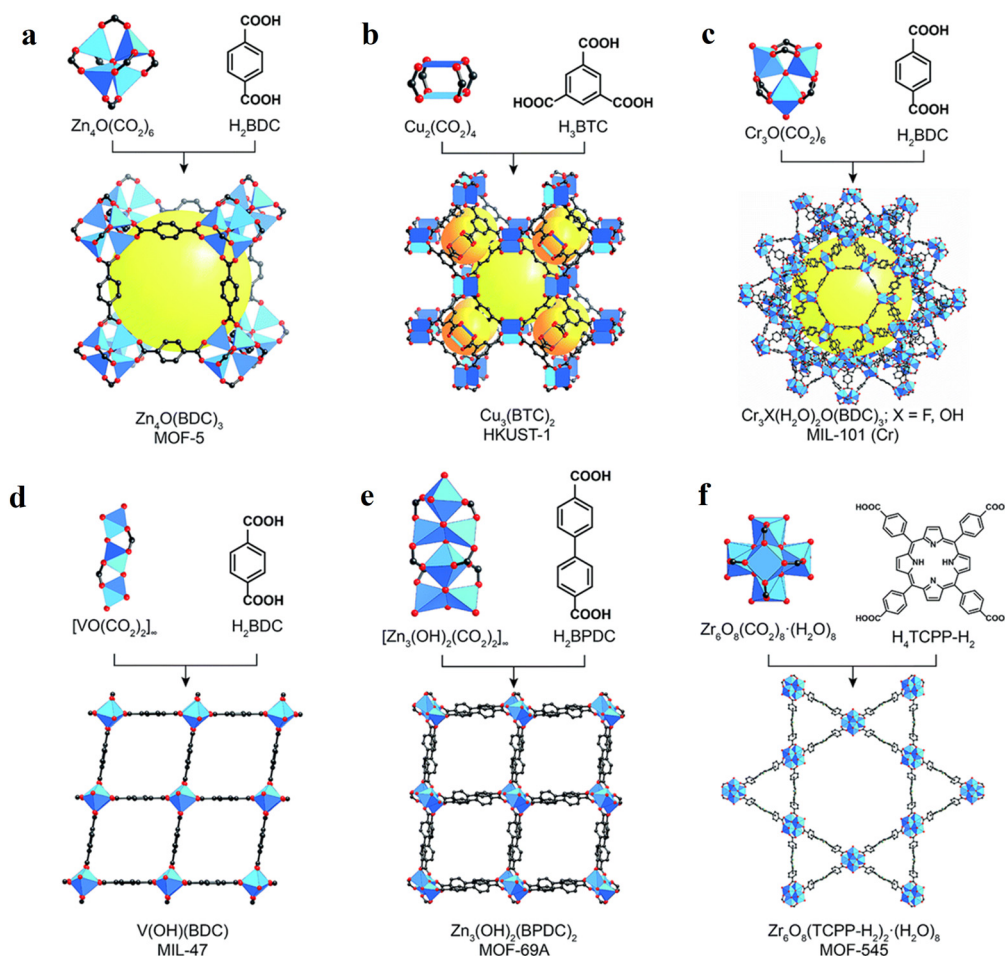 a
COOH
COOH
Zn₄O(CO₂)₆
H₂BDC
Zn₄O(BDC)₃
MOF-5
b
COOH
HOOC
COOH
Cu₂(CO₂)₄
H₃BTC
Cu₃(BTC)₂
HKUST-1
c
COOH
COOH
Cr₃O(CO₂)₆
H₂BDC
Cr₃X(H₂O)₂O(BDC)₃; X = F, OH
MIL-101 (Cr)
d
COOH
COOH
[VO(CO₂)₂]∞
H₂BDC
V(OH)(BDC)
MIL-47
e
COOH
COOH
[Zn₃(OH)₂(CO₂)₂]∞
H₂BPDC
Zn₃(OH)₂(BPDC)₂
MOF-69A
f
HOOC
COOH
N
NH
HN
N
HOOC
COO
Zr₆O₈(CO₂)₈·(H₂O)₈
H₄TCPP-H₂
Zr₆O₈(TCPP-H₂)₂·(H₂O)₈
MOF-545